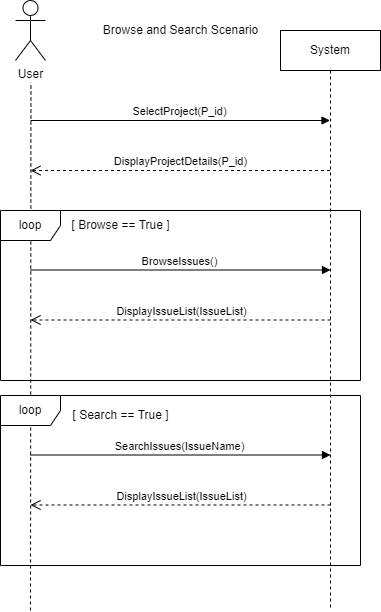 Browse and Search Scenario
User
System
SelectProject(P_id)
DisplayProjectDetails(P_id)
loop
[ Browse == True ]
BrowseIssues()
DisplayIssueList(IssueList)
loop
[ Search == True ]
SearchIssues(IssueName)
DisplayIssueList(IssueList)